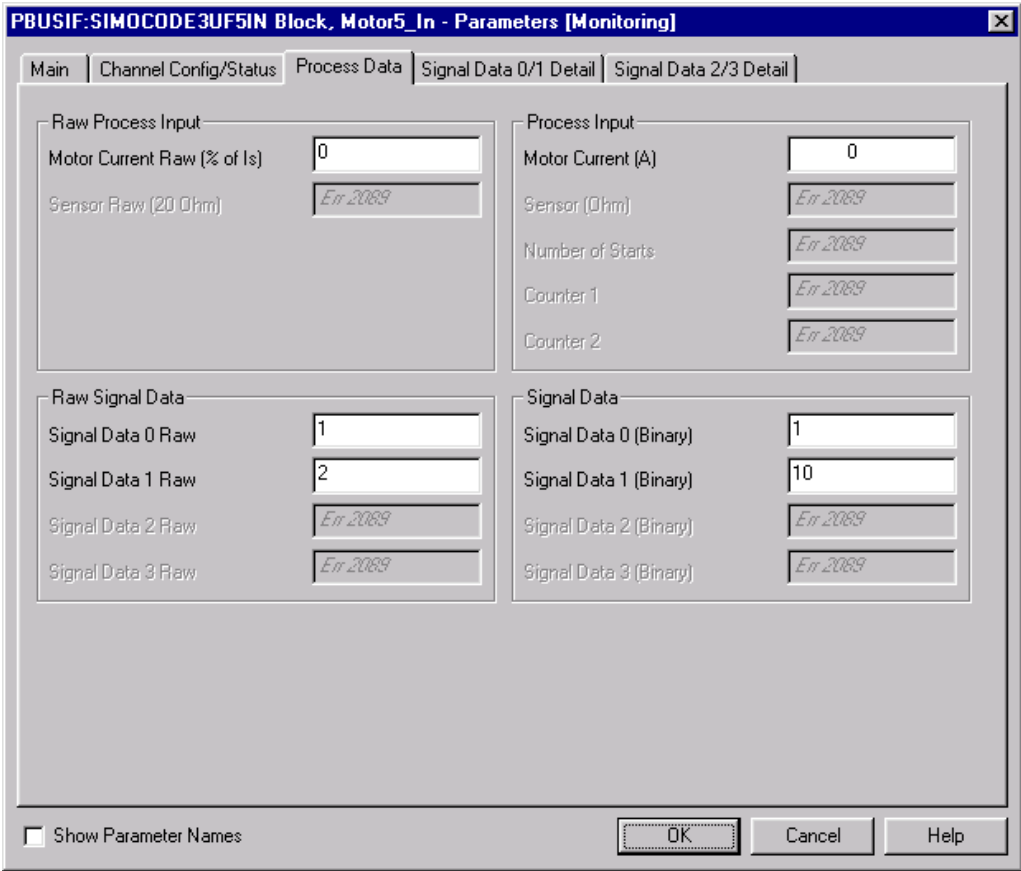 PBUSIF:SIMOCODE3UF5IN Block, Motor5_In - Parameters [Monitoring]
Main Channel Config/Status Process Data Signal Data 0/1 Detail Signal Data 2/3 Detail
Raw Process Input
Motor Current Raw (% of Is) 0
Sensor Raw (20 Ohm) Err 2089
Process Input
Motor Current (A) 0
Sensor (Ohm) Err 2089
Number of Starts Err 2089
Counter 1 Err 2089
Counter 2 Err 2089
Raw Signal Data
Signal Data 0 Raw 1
Signal Data 1 Raw 2
Signal Data 2 Raw Err 2089
Signal Data 3 Raw Err 2089
Signal Data
Signal Data 0 (Binary) 1
Signal Data 1 (Binary) 10
Signal Data 2 (Binary) Err 2089
Signal Data 3 (Binary) Err 2089
Show Parameter Names OK Cancel Help